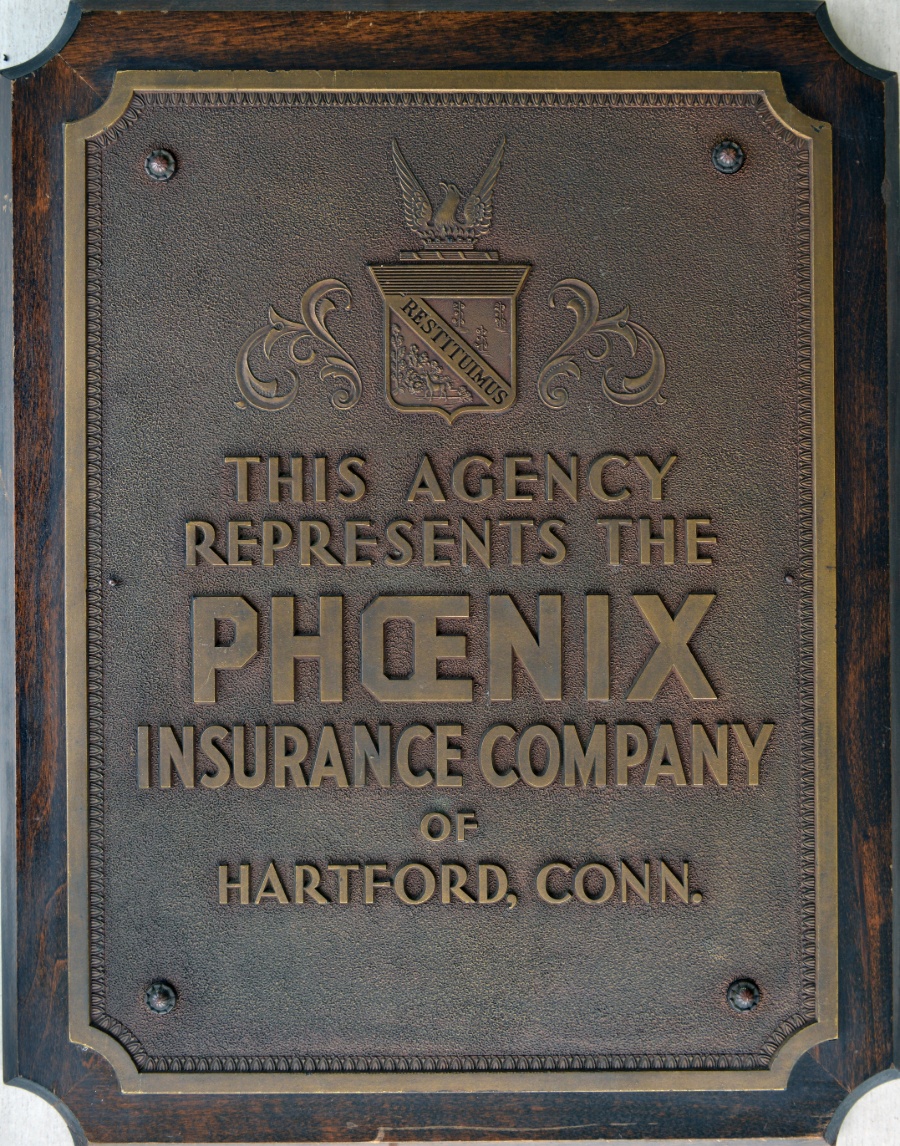 RESTITUIMUS
THIS AGENCY
REPRESENTS THE
PHŒNIX
INSURANCE COMPANY
OF
HARTFORD, CONN.